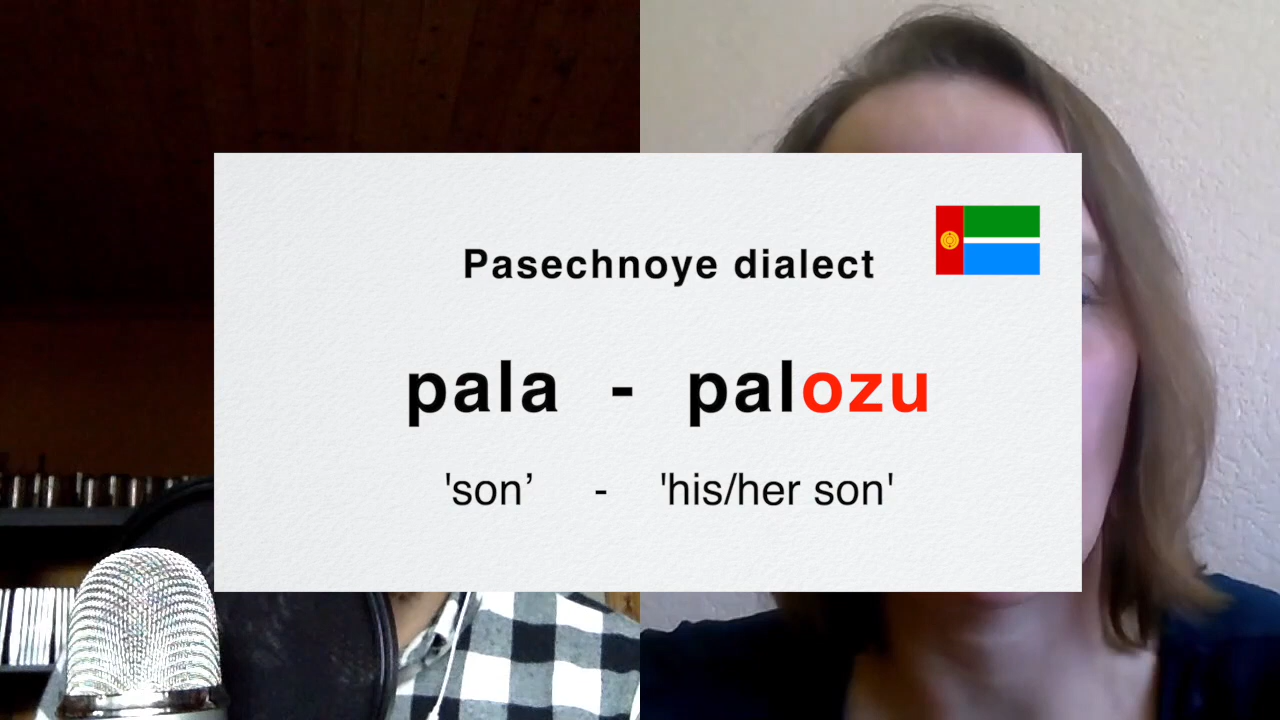 Pasechnoye dialect
pala - palozu
'son’ - 'his/her son'